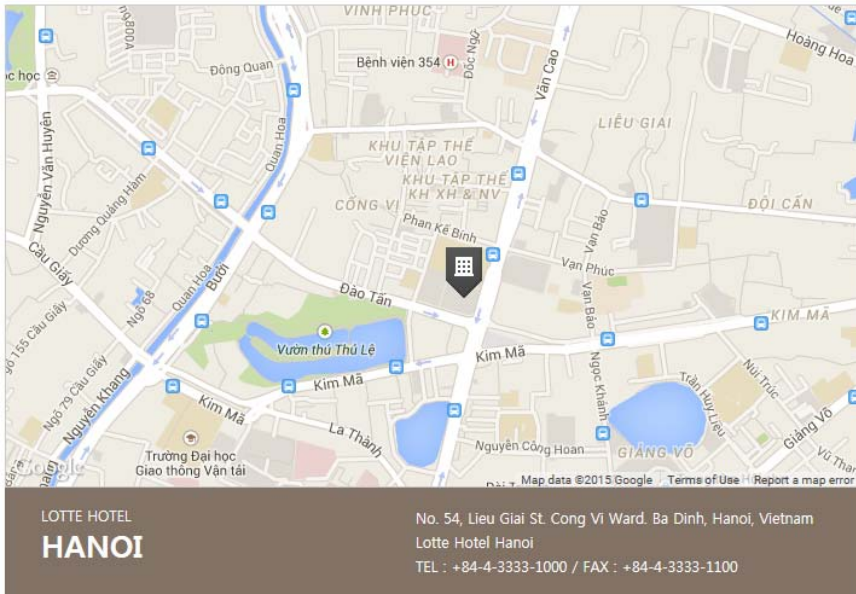 VINH PHUC
Bệnh viện 354
Dốc Ngữ
Văn Cao
Hoàng Hoa
Đông Quan
Nguyễn Văn Huyên
Quan Hoa
KHU TẬP THỂ
VIỆN LAO
LIỄU GIAI
KHU TẬP THỂ
KH XH & NV
CỐNG VỊ
ĐỘI CẤN
Dương Quảng Hàm
Phan Kế Bính
Vạn Bảo
Cầu Giấy
Quan Hoa
Bưởi
Vạn Phúc
Đào Tấn
Vạn Bảo
Ngõ 68
KIM MÃ
Ngõ 155 Cầu Giấy
Vườn thú Thủ Lệ
Kim Mã
Kim Mã
Núi Trúc
Ngõ 79 Cầu Giấy
Nguyễn Khang
Ngọc Khánh
Trần Huy Liệu
Kim Mã
La Thành
Giảng Võ
Trường Đại học
Giao thông Vận tải
Nguyên Công Hoan
GIẢNG VÕ
Google
Map data ©2015 Google
Terms of Use
Report a map error
LOTTE HOTEL
HANOI
No. 54, Lieu Giai St. Cong Vi Ward. Ba Dinh, Hanoi, Vietnam
Lotte Hotel Hanoi
TEL : +84-4-3333-1000 / FAX : +84-4-3333-1100